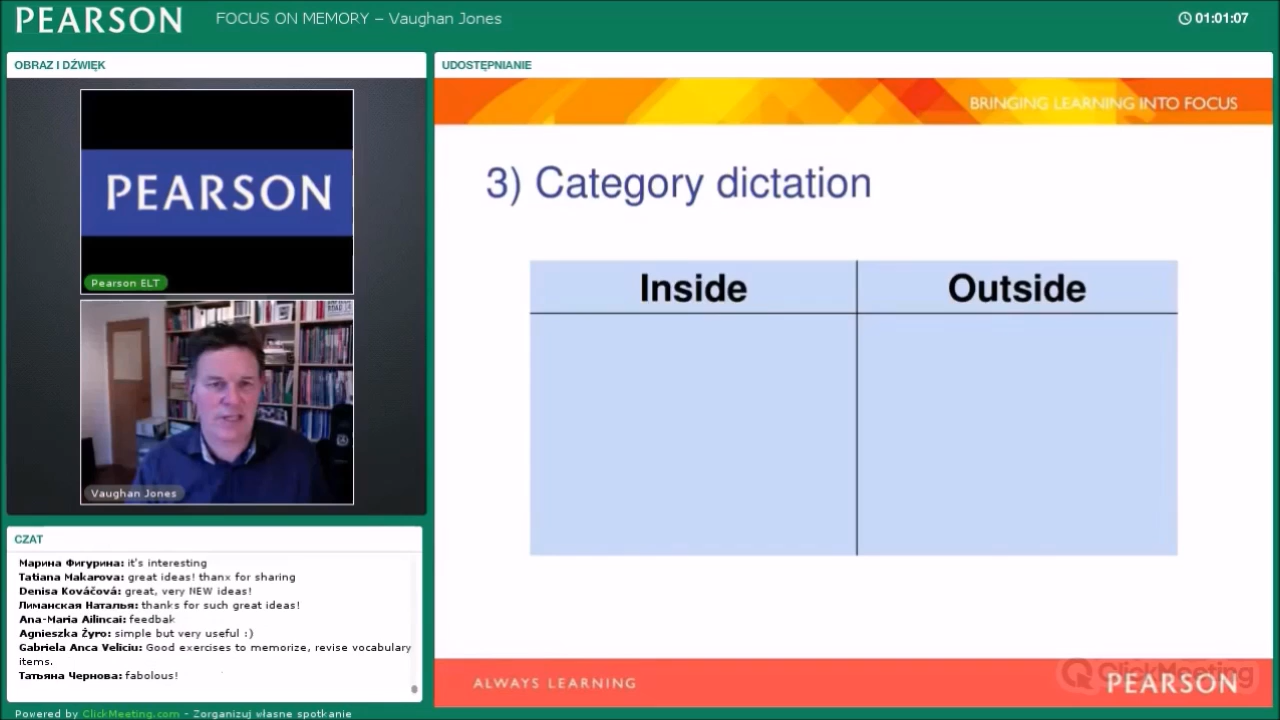 PEARSON
FOCUS ON MEMORY – Vaughan Jones
01:01:07
OBRAZ I DŹWIĘK
PEARSON
Pearson ELT
Vaughan Jones
CZAT
Марина Фигурина: it's interesting
Tatiana Makarova: great ideas! thanx for sharing
Denisa Kováčová: great, very NEW ideas!
Лиманская Наталья: thanks for such great ideas!
Ana-Maria Ailincai: feedbak
Agnieszka Żyro: simple but very useful :)
Gabriela Anca Veliciu: Good exercises to memorize, revise vocabulary
items.
Татьяна Чернова: fabolous!
UDOSTĘPNIANIE
BRINGING LEARNING INTO FOCUS
3) Category dictation
Inside
Outside
ALWAYS LEARNING
ClickMeeting
PEARSON
Powered by ClickMeeting.com - Zorganizuj własne spotkanie